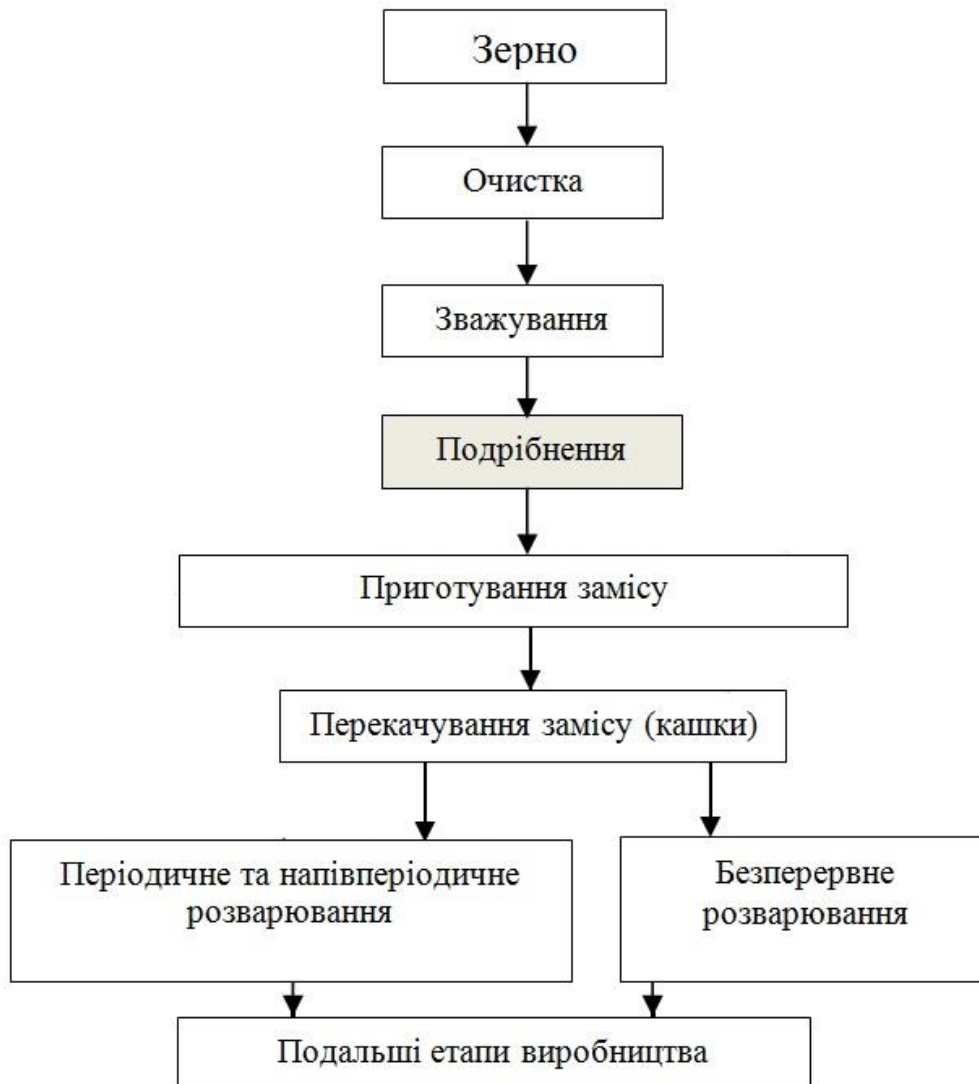 Зерно
Очистка
Зважування
Подрібнення
Приготування замісу
Перекачування замісу (кашки)
Періодичне та напівперіодичне
розварювання
Безперервне
розварювання
Подальші етапи виробництва